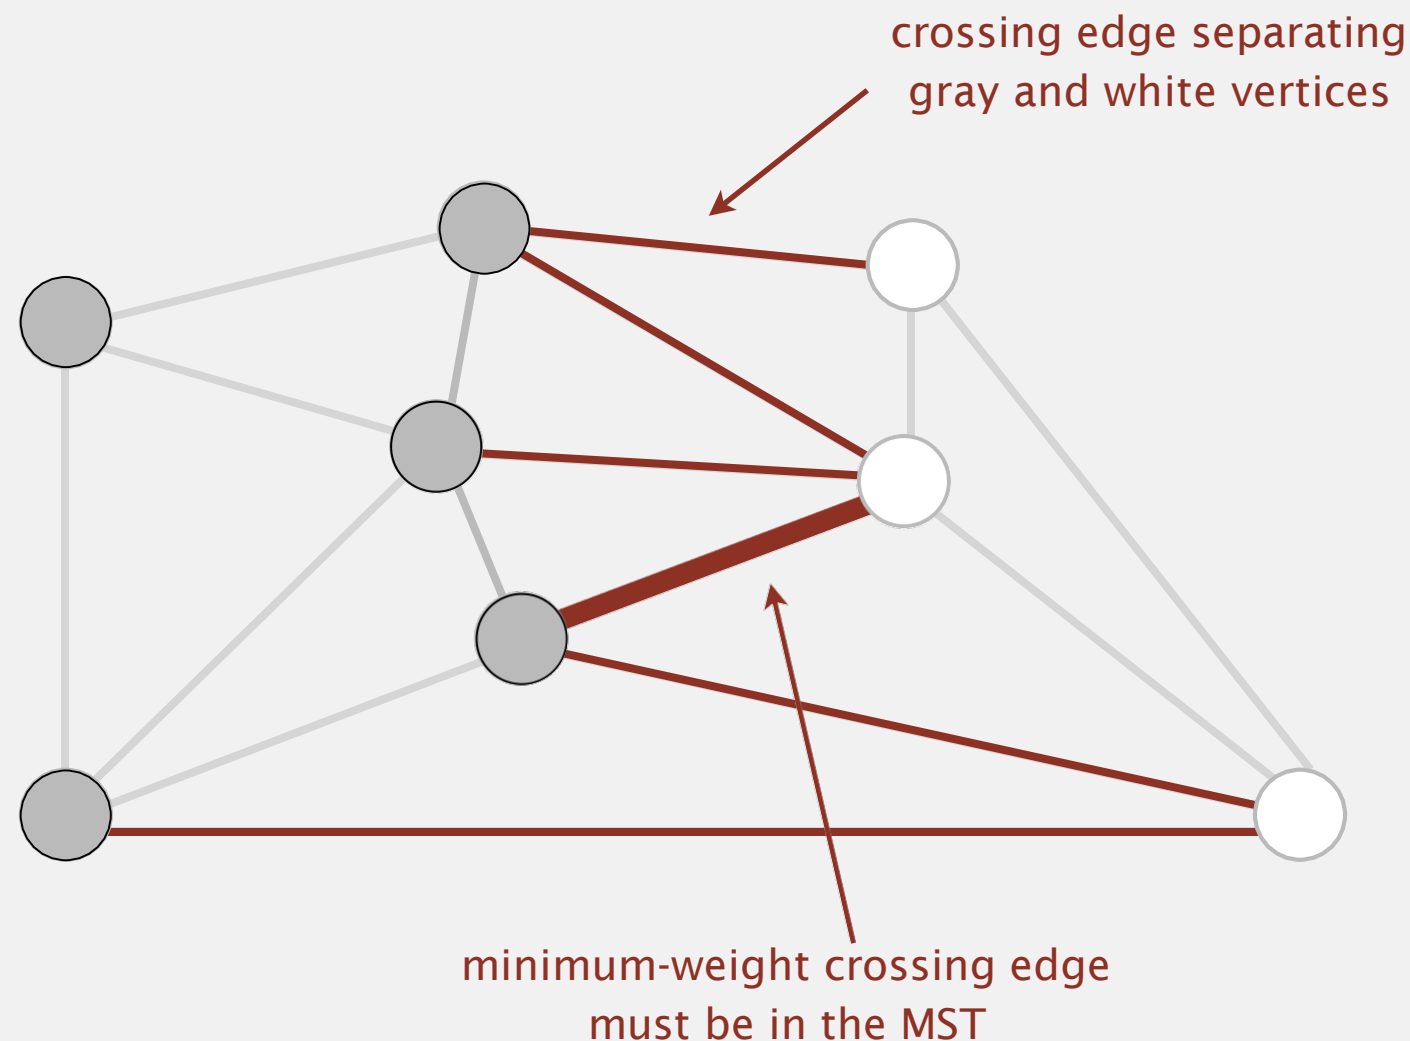 crossing edge separating
gray and white vertices
minimum-weight crossing edge
must be in the MST